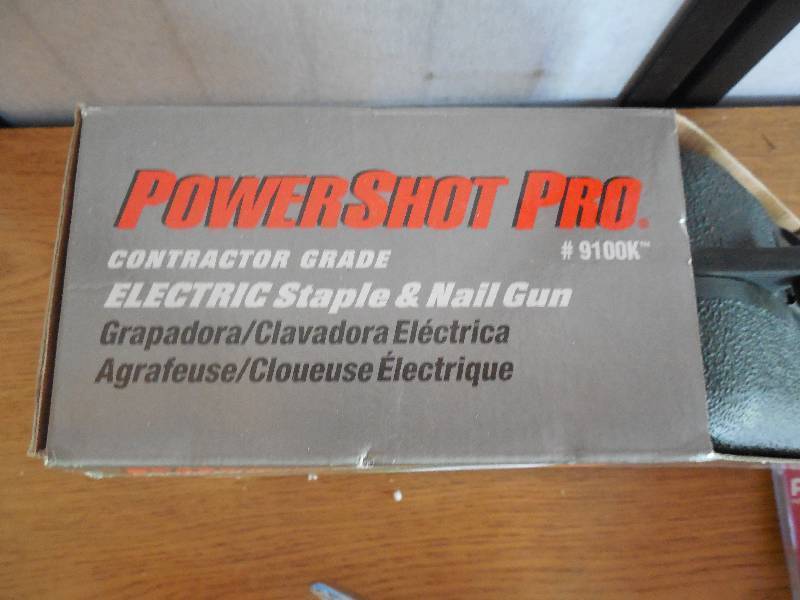 POWERSHOT PRO®
# 9100K™
CONTRACTOR GRADE
ELECTRIC Staple & Nail Gun
Grapadora/Clavadora Eléctrica
Agrafeuse/Cloueuse Électrique